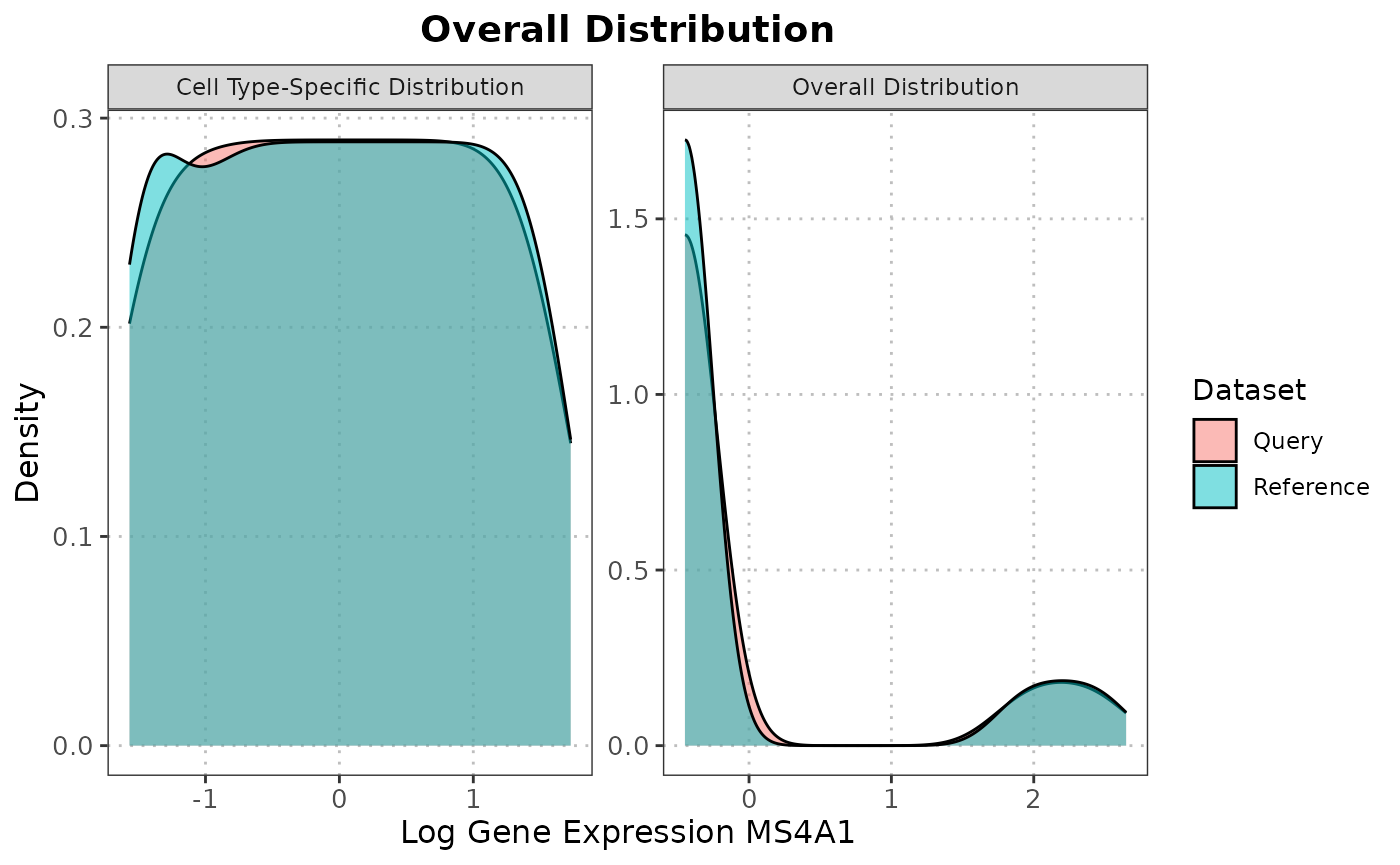 Overall Distribution
Cell Type-Specific Distribution
Overall Distribution
Density
0.3
0.2
0.1
0.0
-1 0 1
1.5
1.0
0.5
0.0
0 1 2
Log Gene Expression MS4A1
Dataset
Query
Reference